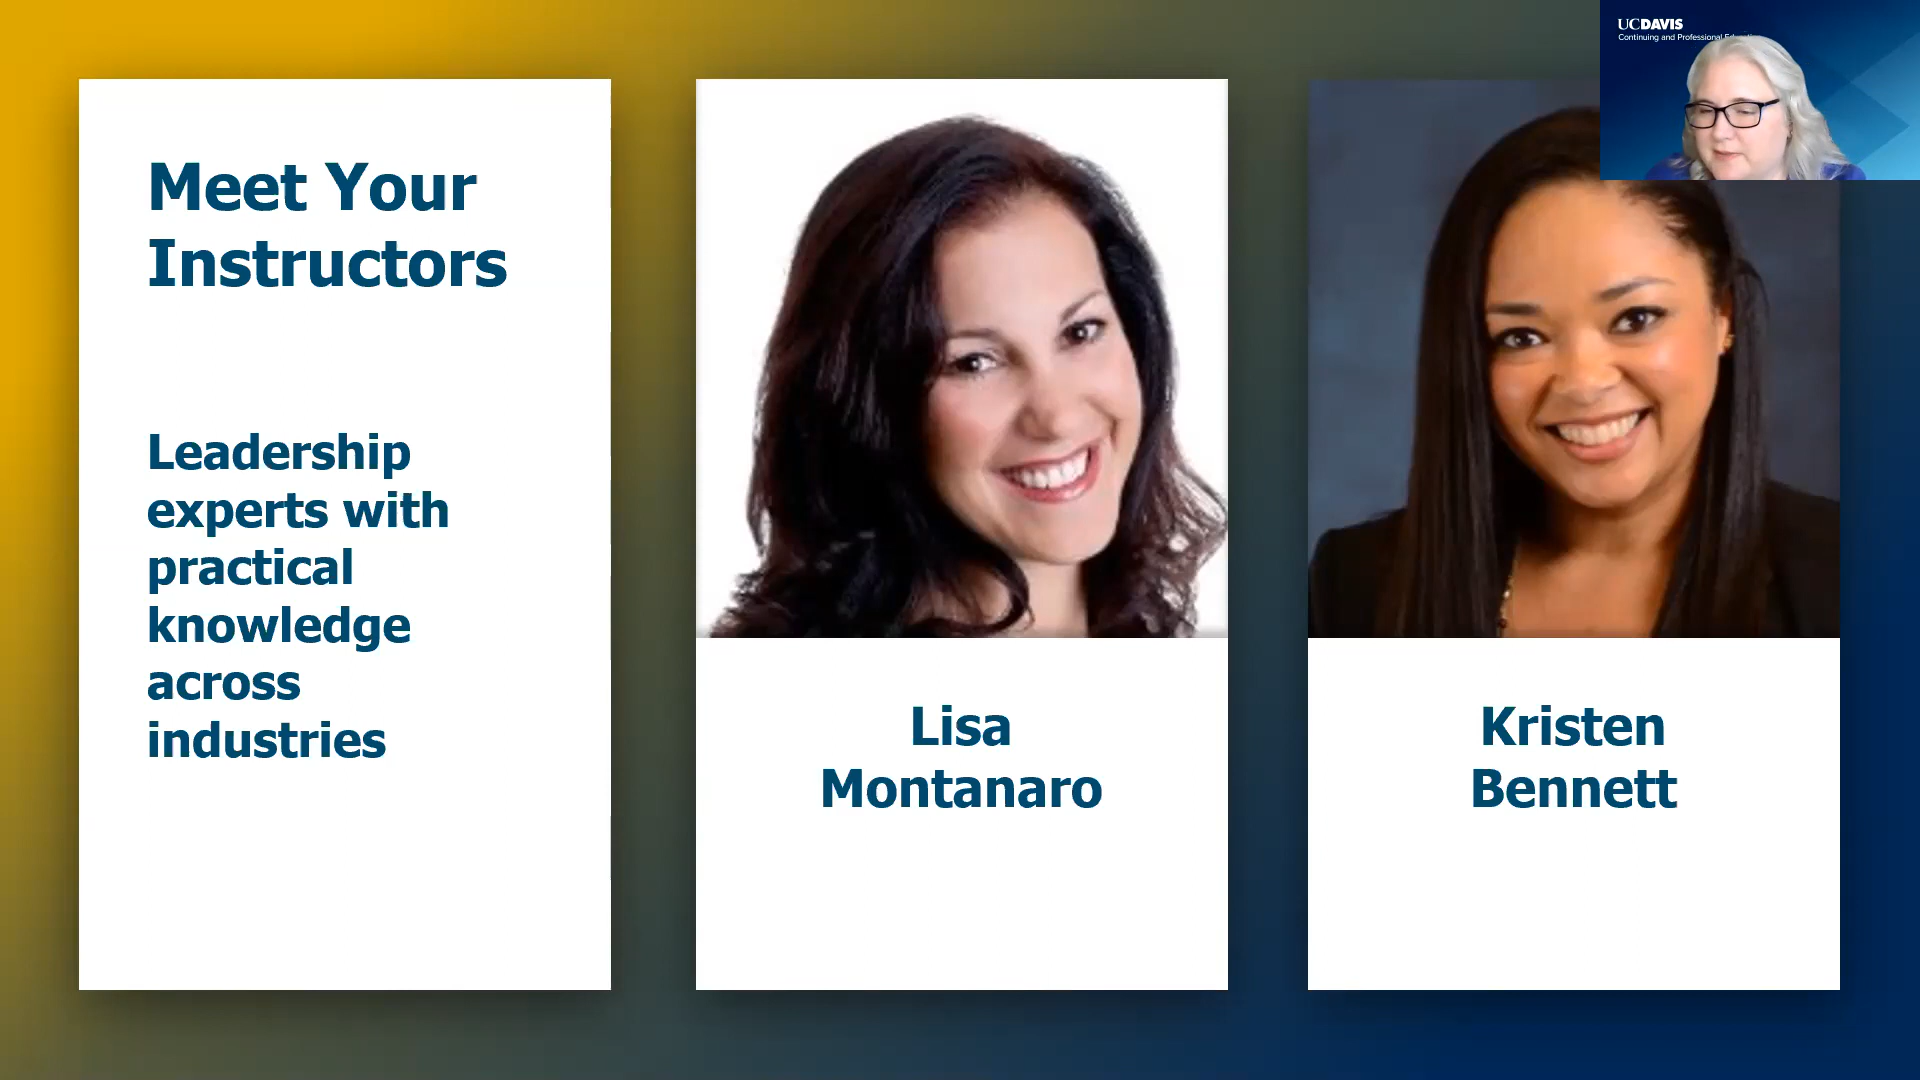 Meet Your
Instructors
Leadership
experts with
practical
knowledge
across
industries
Lisa
Montanaro
Kristen
Bennett
UCDAVIS
Continuing and Professional